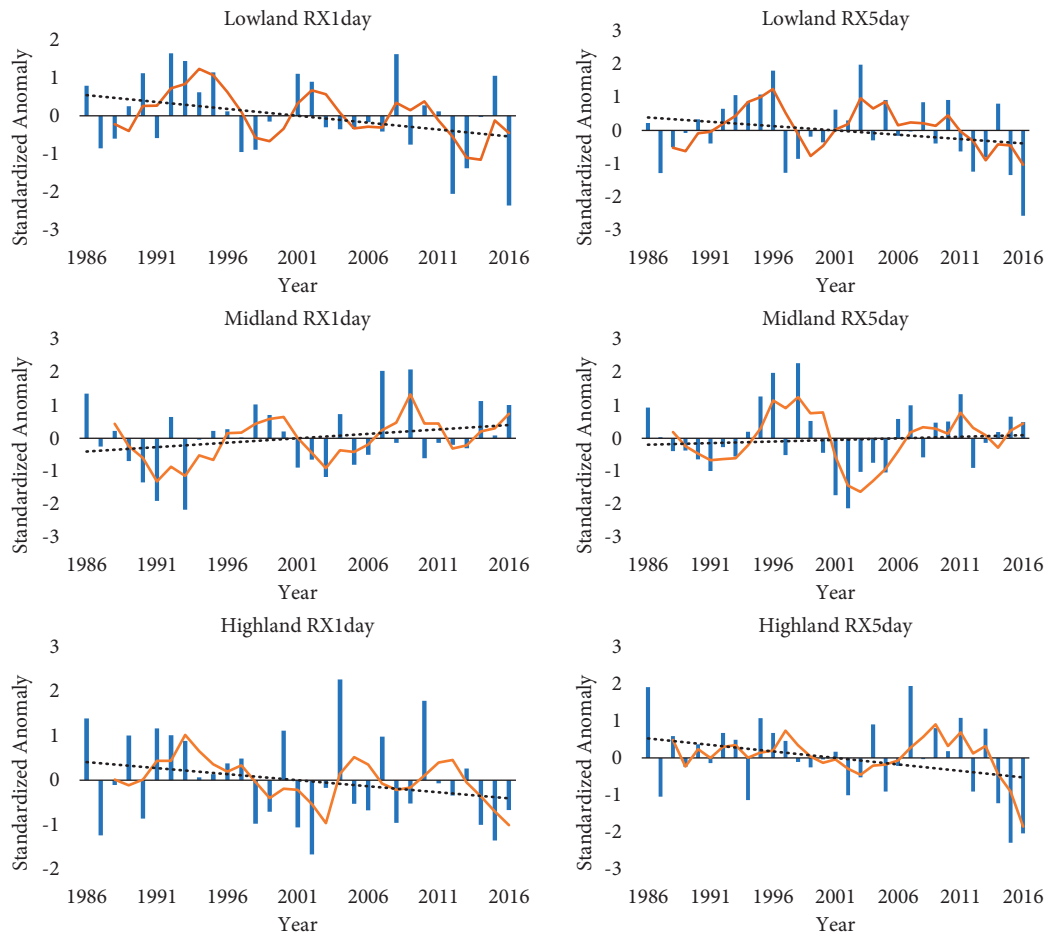 Lowland RX1day
Standardized Anomaly
2
1
0
-1
-2
-3
1986 1991 1996 2001 2006 2011 2016
Year
Lowland RX5day
Standardized Anomaly
3
2
1
0
-1
-2
-3
1986 1991 1996 2001 2006 2011 2016
Year
Midland RX1day
Standardized Anomaly
3
2
1
0
-1
-2
-3
1986 1991 1996 2001 2006 2011 2016
Year
Midland RX5day
Standardized Anomaly
3
2
1
0
-1
-2
-3
1986 1991 1996 2001 2006 2011 2016
Year
Highland RX1day
Standardized Anomaly
3
2
1
0
-1
-2
1986 1991 1996 2001 2006 2011 2016
Year
Highland RX5day
Standardized Anomaly
3
2
1
0
-1
-2
-3
1986 1991 1996 2001 2006 2011 2016
Year